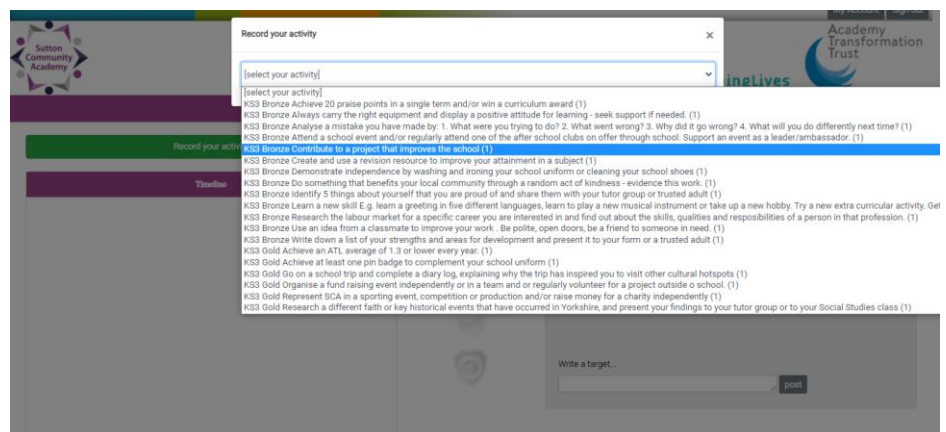 My Account Sign out
Record your activity
×
Sutton
Community
Academy
Academy
Transformation
Trust
[select your activity]
[select your activity]
KS3 Bronze Achieve 20 praise points in a single term and/or win a curriculum award (1)
KS3 Bronze Always carry the right equipment and display a positive attitude for learning - seek support if needed. (1)
KS3 Bronze Analyse a mistake you have made by: 1. What were you trying to do? 2. What went wrong? 3. Why did it go wrong? 4. What will you do differently next time? (1)
KS3 Bronze Attend a school event and/or regularly attend one of the after school clubs on offer through school. Support an event as a leader/ambassador. (1)
KS3 Bronze Contribute to a project that improves the school (1)
KS3 Bronze Create and use a revision resource to improve your attainment in a subject (1)
KS3 Bronze Demonstrate independence by washing and ironing your school uniform or cleaning your school shoes (1)
KS3 Bronze Do something that benefits your local community through a random act of kindness - evidence this work. (1)
KS3 Bronze Identify 5 things about yourself that you are proud of and share them with your tutor group or trusted adult (1)
KS3 Bronze Learn a new skill E.g. learn a greeting in five different languages, learn to play a new musical instrument or take up a new hobby. Try a new extra curricular activity. Get
KS3 Bronze Research the labour market for a specific career you are interested in and find out about the skills, qualities and resposibilities of a person in that profession. (1)
KS3 Bronze Use an idea from a classmate to improve your work . Be polite, open doors, be a friend to someone in need. (1)
KS3 Bronze Write down a list of your strengths and areas for development and present it to your form or a trusted adult (1)
KS3 Gold Achieve an ATL average of 1.3 or lower every year. (1)
KS3 Gold Achieve at least one pin badge to complement your school uniform (1)
KS3 Gold Go on a school trip and complete a diary log, explaining why the trip has inspired you to visit other cultural hotspots (1)
KS3 Gold Organise a fund raising event independently or in a team and or regularly volunteer for a project outside o school. (1)
KS3 Gold Represent SCA in a sporting event, competition or production and/or raise money for a charity independently (1)
KS3 Gold Research a different faith or key historical events that have occurred in Yorkshire, and present your findings to your tutor group or to your Social Studies class (1)
Record your activ
Timeline
Write a target...
post